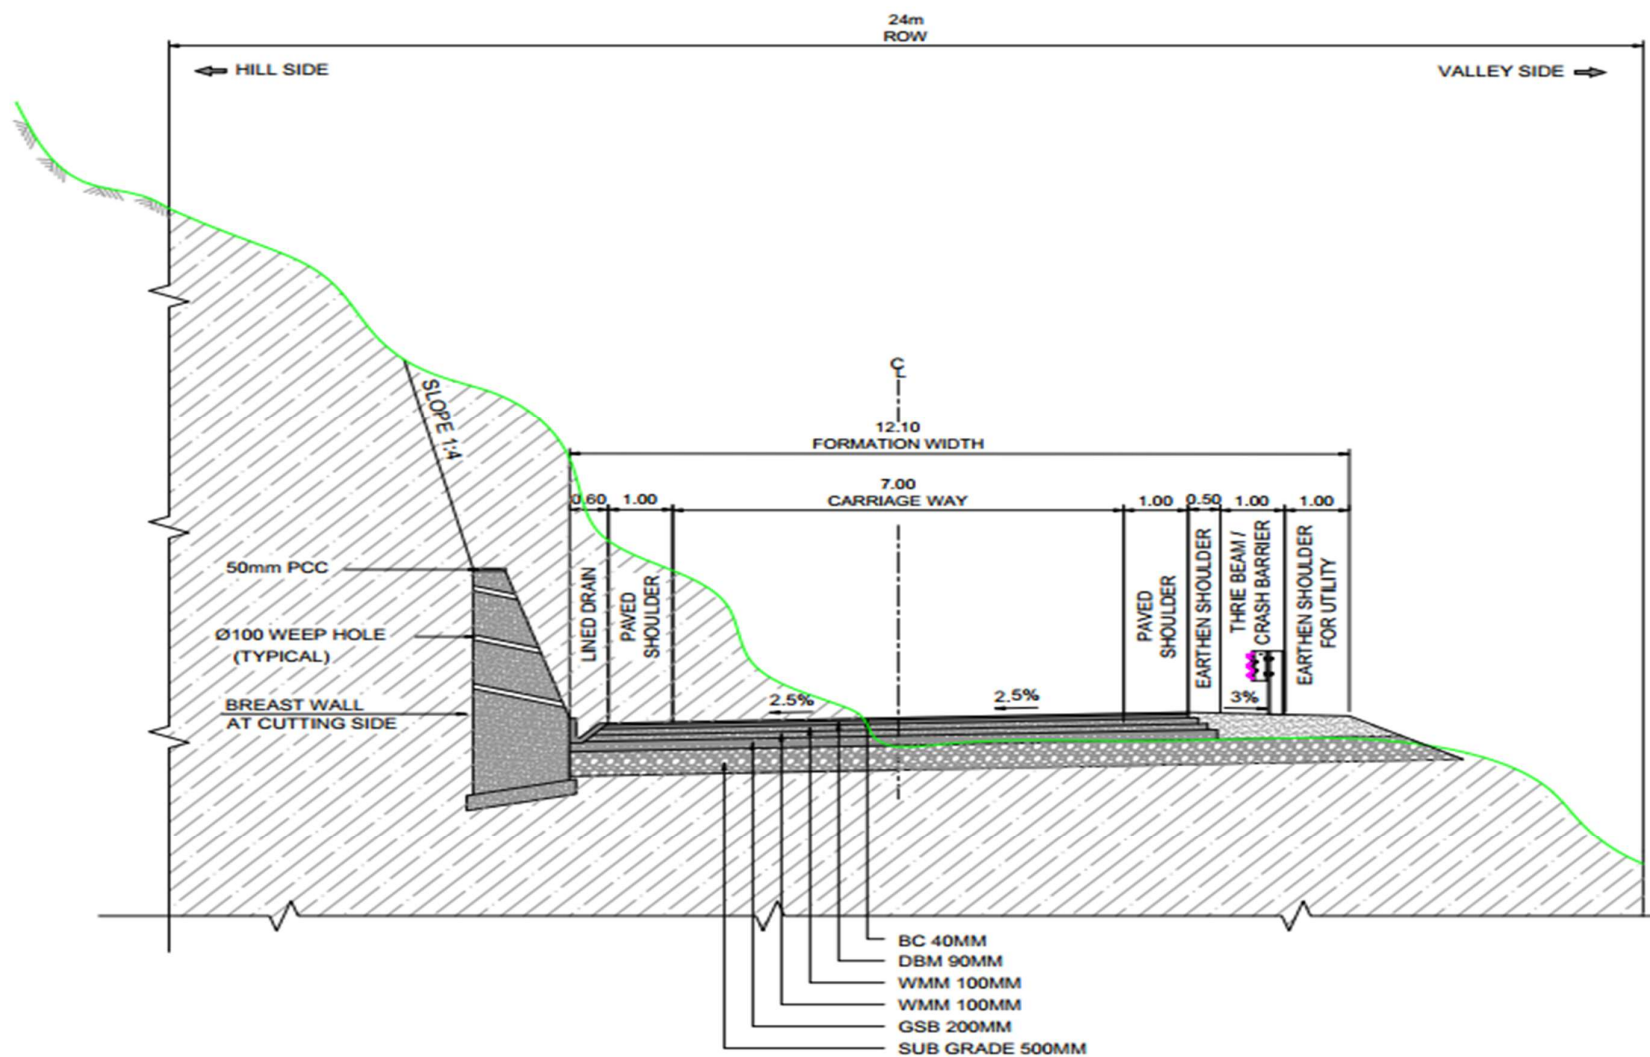 24m
ROW
HILL SIDE
VALLEY SIDE
SLOPE 1:4
CL
12.10
FORMATION WIDTH
0.60
1.00
7.00
CARRIAGE WAY
1.00
0.50
1.00
1.00
LINED DRAIN
PAVED
SHOULDER
PAVED
SHOULDER
EARTHEN SHOULDER
THRIE BEAM /
CRASH BARRIER
EARTHEN SHOULDER
FOR UTILITY
50mm PCC
Ø100 WEEP HOLE
(TYPICAL)
BREAST WALL
AT CUTTING SIDE
2.5%
2.5%
3%
BC 40MM
DBM 90MM
WMM 100MM
WMM 100MM
GSB 200MM
SUB GRADE 500MM